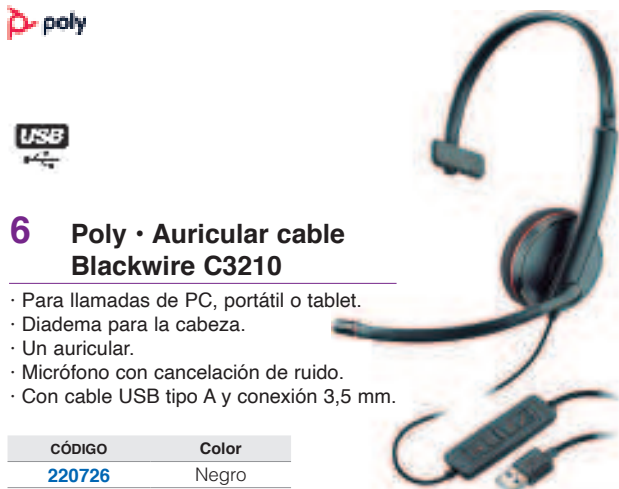 poly
USB
6 Poly · Auricular cable
Blackwire C3210
· Para llamadas de PC, portátil o tablet.
· Diadema para la cabeza.
· Un auricular.
· Micrófono con cancelación de ruido.
· Con cable USB tipo A y conexión 3,5 mm.
CÓDIGO Color
220726 Negro